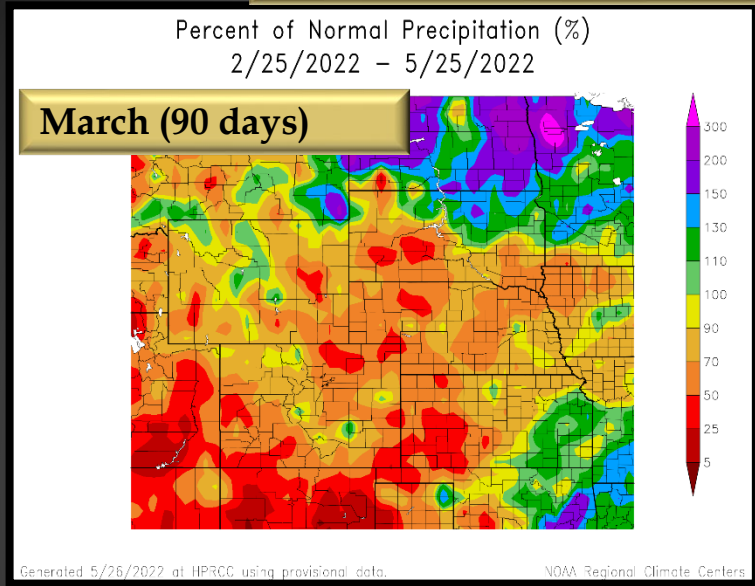 Percent of Normal Precipitation (%)
2/25/2022 – 5/25/2022
March (90 days)
300
200
150
130
110
100
90
70
50
25
5
Generated 5/26/2022 at HPRCC using provisional data.
NOAA Regional Climate Centers